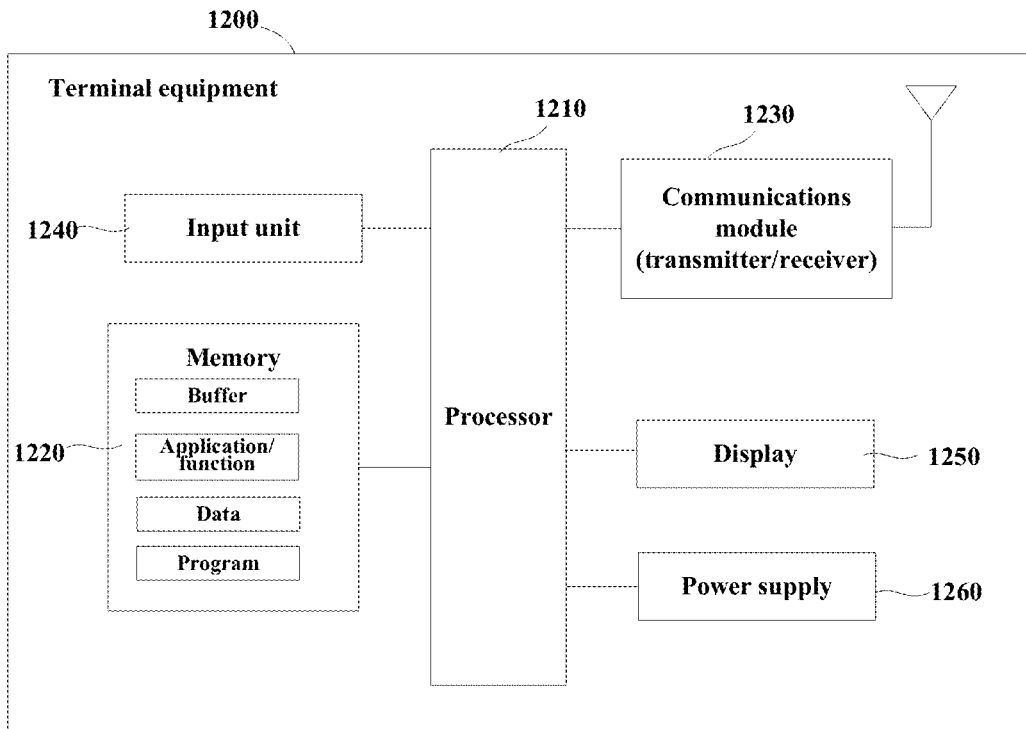 1200
Terminal equipment
1210
1230
Communications
module
(transmitter/receiver)
1240
Input unit
Memory
Buffer
Application/
function
Data
Program
1220
Processor
Display
1250
Power supply
1260